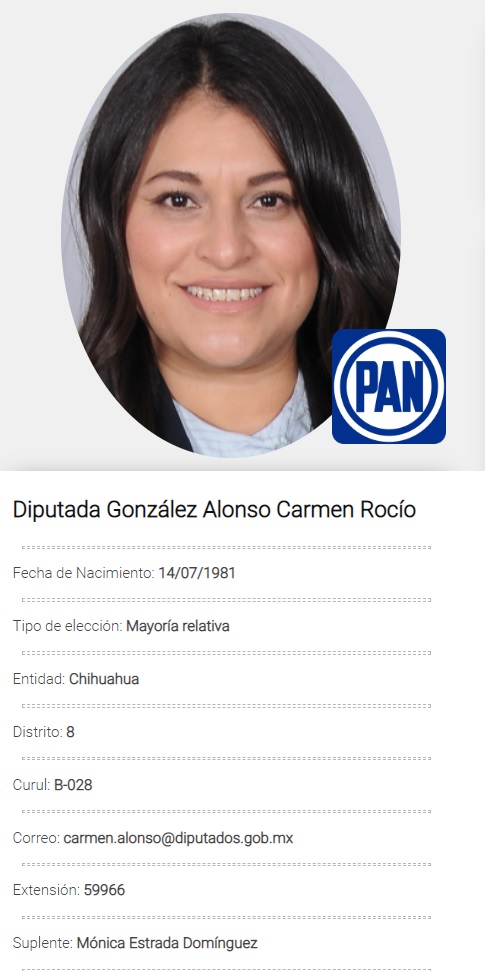 PAN
Diputada González Alonso Carmen Rocío
Fecha de Nacimiento: 14/07/1981
Tipo de elección: Mayoría relativa
Entidad: Chihuahua
Distrito: 8
Curul: B-028
Correo: carmen.alonso@diputados.gob.mx
Extensión: 59966
Suplente: Mónica Estrada Domínguez